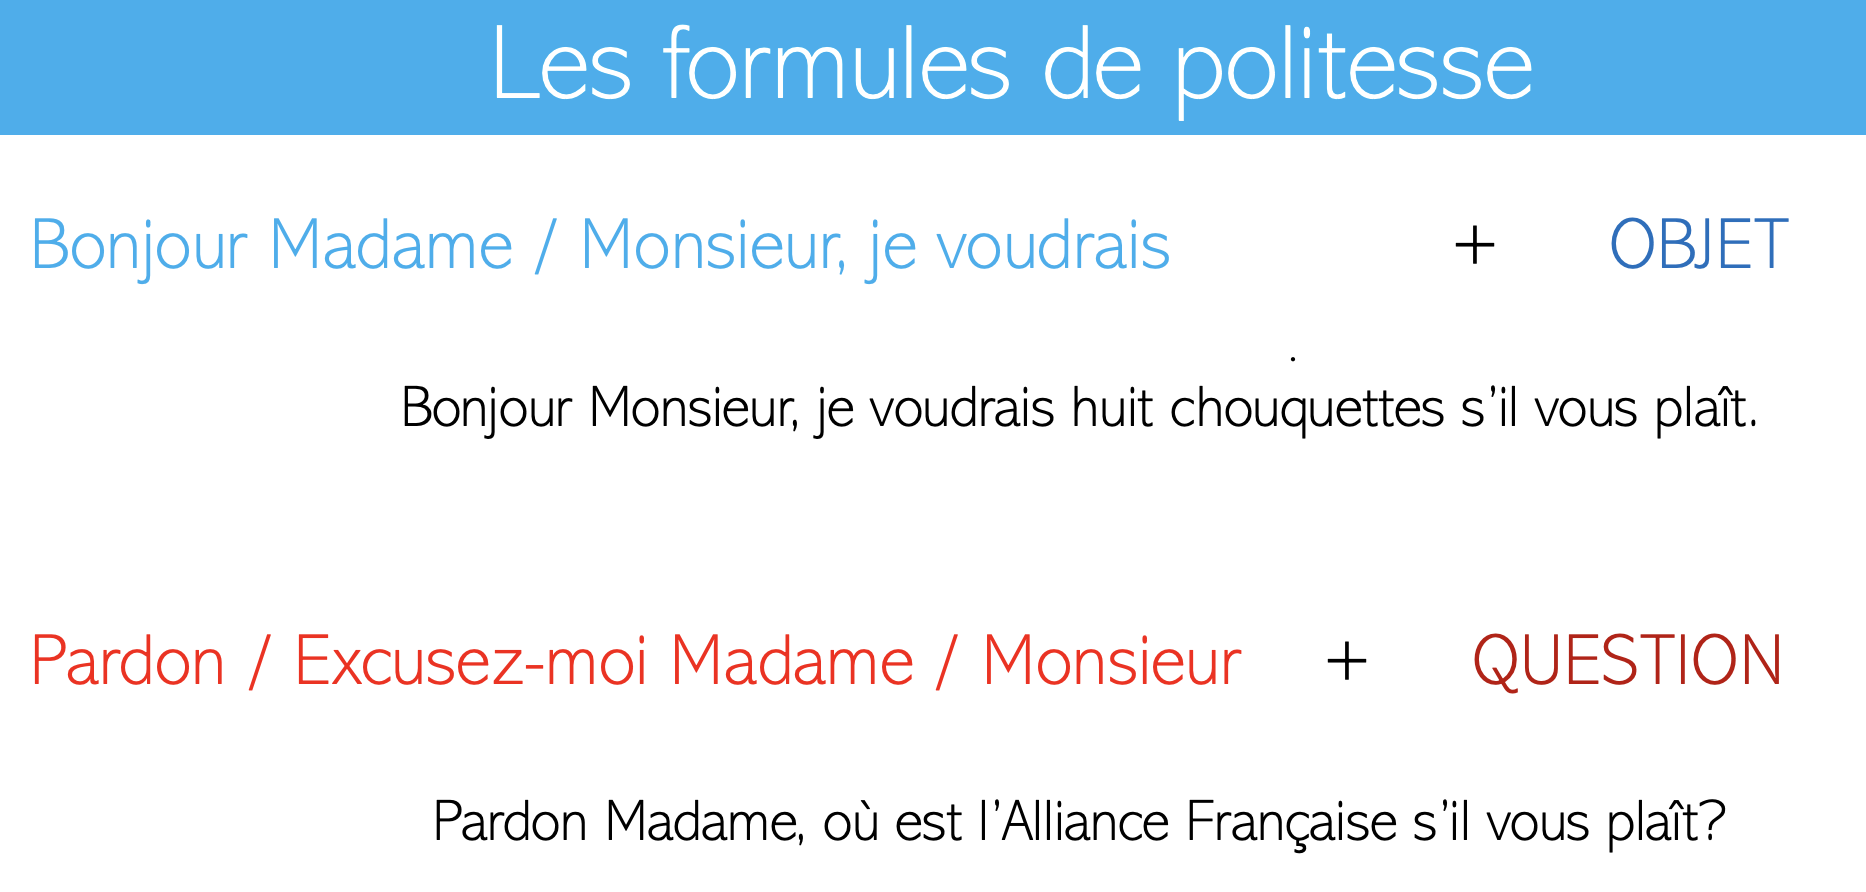 Les formules de politesse
Bonjour Madame / Monsieur, je voudrais + OBJET
.
Bonjour Monsieur, je voudrais huit chouquettes s’il vous plaît.
Pardon / Excusez-moi Madame / Monsieur + QUESTION
Pardon Madame, où est l’Alliance Française s’il vous plaît?